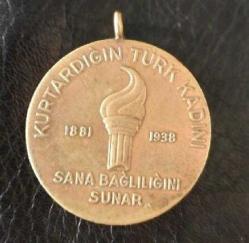 KURTARDIĞIN TÜRK KADINI
1881 1938
SANA BAĞLILIĞINI
SUNAR